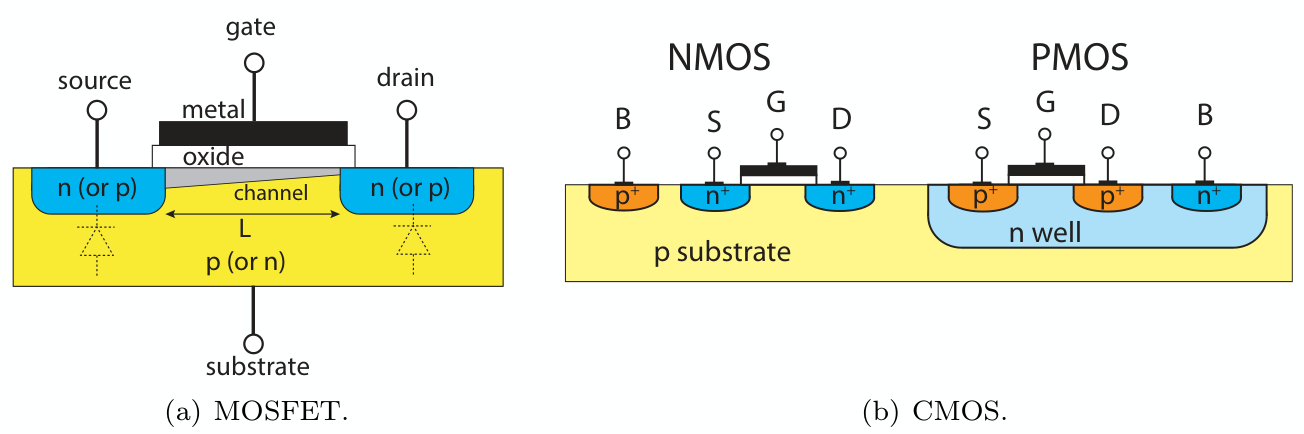 gate
source
drain
metal
oxide
n (or p)
channel
n (or p)
L
p (or n)
substrate
(a) MOSFET.
NMOS
PMOS
B
S
G
D
S
G
D
B
p+
n+
n+
p+
p+
n+
p substrate
n well
(b) CMOS.